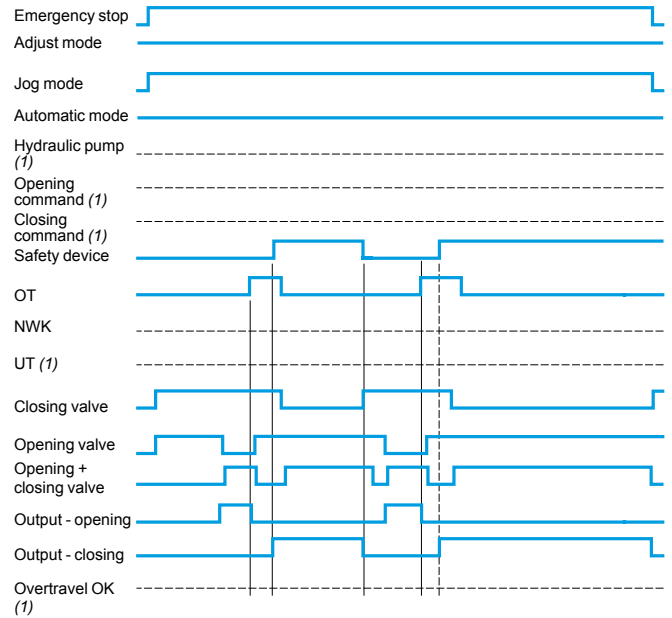 Emergency stop
Adjust mode
Jog mode
Automatic mode
Hydraulic pump
(1)
Opening
command (1)
Closing
command (1)
Safety device
OT
NWK
UT (1)
Closing valve
Opening valve
Opening +
closing valve
Output - opening
Output - closing
Overtravel OK
(1)